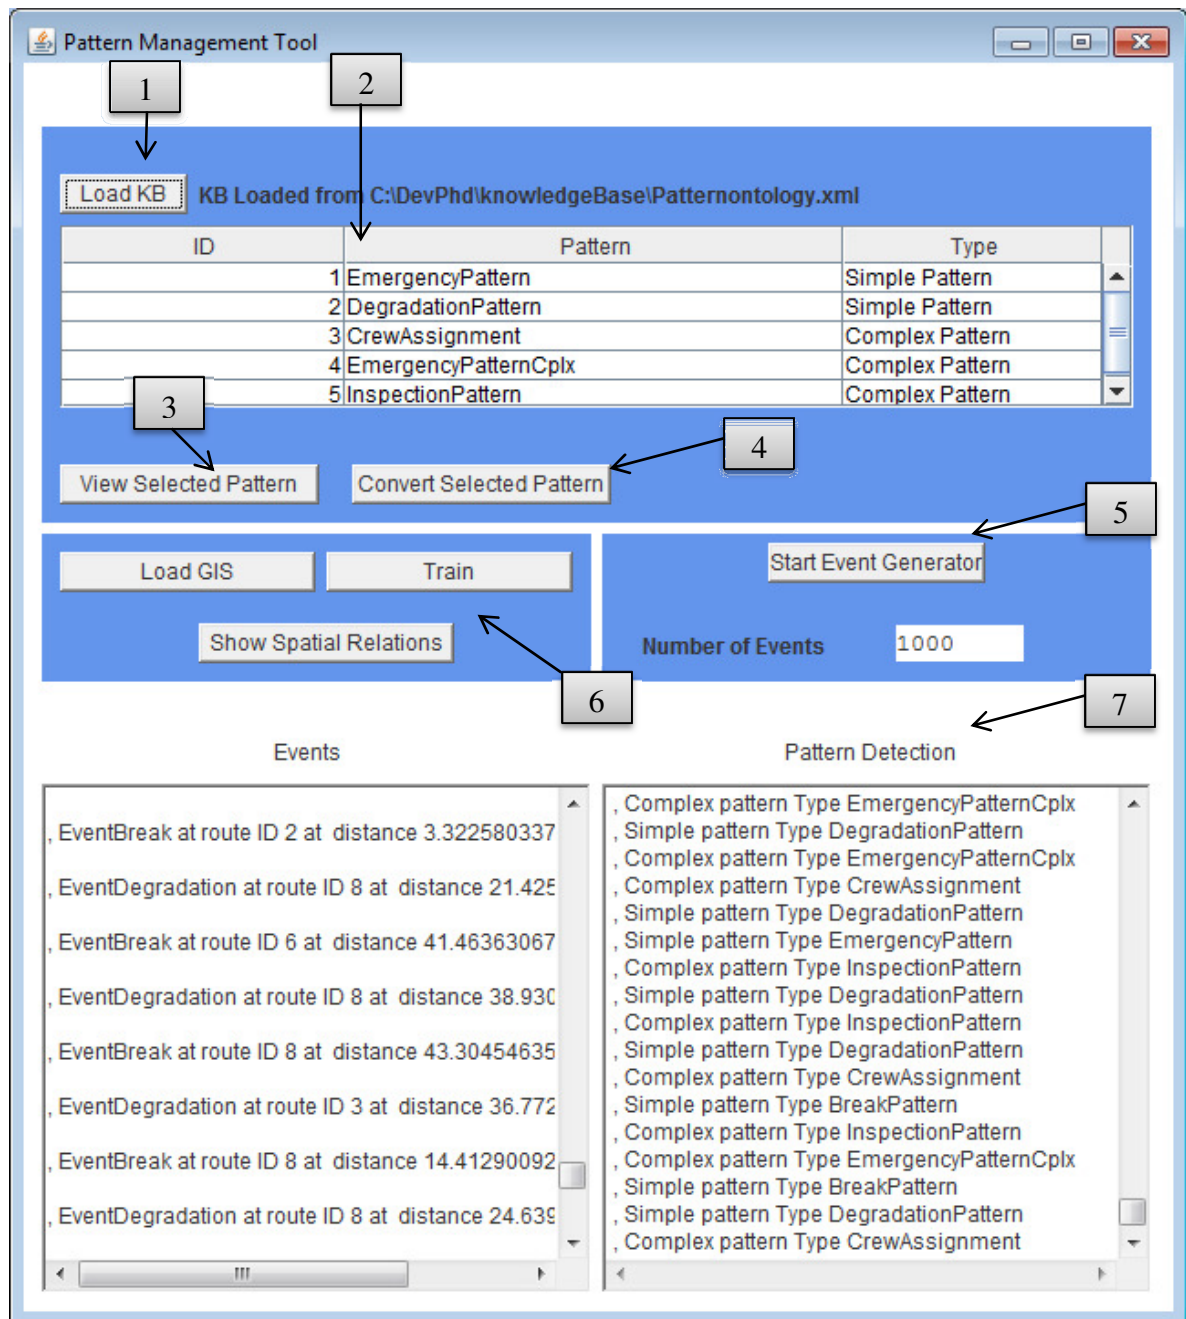 Pattern Management Tool
1
2
Load KB KB Loaded from C:\DevPhd\knowledgeBase\Patternontology.xml
ID Pattern Type
1 EmergencyPattern Simple Pattern
2 DegradationPattern Simple Pattern
3 CrewAssignment Complex Pattern
4 EmergencyPatternCplx Complex Pattern
5 InspectionPattern Complex Pattern
3
4
View Selected Pattern Convert Selected Pattern
5
Load GIS Train
Start Event Generator
Show Spatial Relations
Number of Events 1000
6
7
Events
, EventBreak at route ID 2 at distance 3.322580337
, EventDegradation at route ID 8 at distance 21.425
, EventBreak at route ID 6 at distance 41.46363067
, EventDegradation at route ID 8 at distance 38.930
, EventBreak at route ID 8 at distance 43.30454635
, EventDegradation at route ID 3 at distance 36.772
, EventBreak at route ID 8 at distance 14.41290092
, EventDegradation at route ID 8 at distance 24.639
Pattern Detection
, Complex pattern Type EmergencyPatternCplx
, Simple pattern Type DegradationPattern
, Complex pattern Type EmergencyPatternCplx
, Complex pattern Type CrewAssignment
, Simple pattern Type DegradationPattern
, Simple pattern Type EmergencyPattern
, Complex pattern Type InspectionPattern
, Simple pattern Type DegradationPattern
, Complex pattern Type InspectionPattern
, Simple pattern Type DegradationPattern
, Complex pattern Type CrewAssignment
, Simple pattern Type BreakPattern
, Complex pattern Type InspectionPattern
, Complex pattern Type EmergencyPatternCplx
, Simple pattern Type BreakPattern
, Simple pattern Type DegradationPattern
, Complex pattern Type CrewAssignment